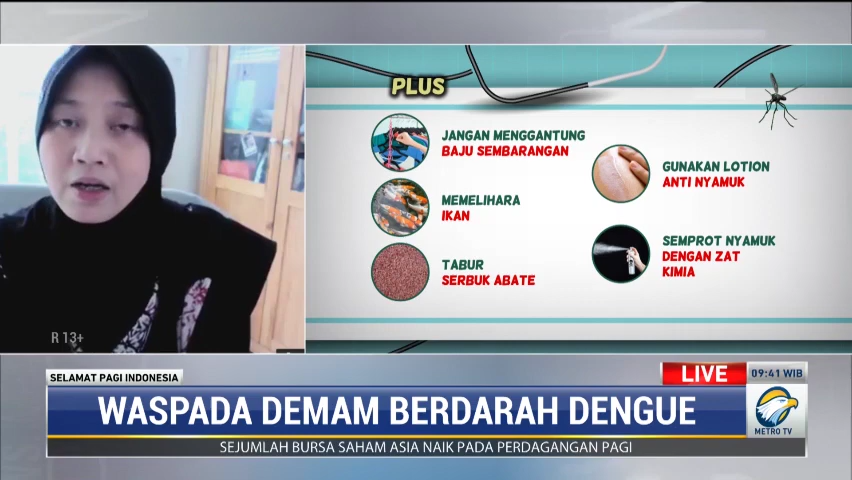 PLUS
JANGAN MENGGANTUNG
BAJU SEMBARANGAN
MEMELIHARA
IKAN
TABUR
SERBUK ABATE
GUNAKAN LOTION
ANTI NYAMUK
SEMPROT NYAMUK
DENGAN ZAT
KIMIA
R 13+
SELAMAT PAGI INDONESIA
LIVE
09:41 WIB
WASPADA DEMAM BERDARAH DENGUE
METRO TV
SEJUMLAH BURSA SAHAM ASIA NAIK PADA PERDAGANGAN PAGI